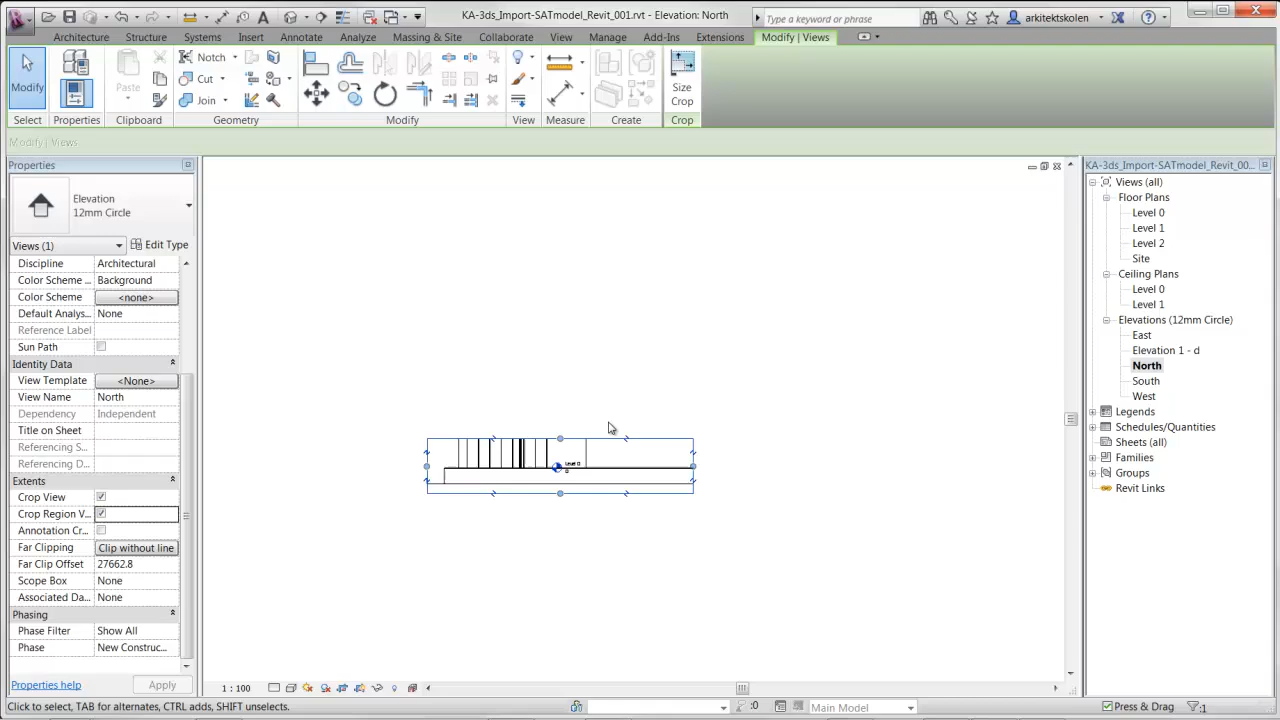 KA-3ds_Import-SATmodel_Revit_001.rvt - Elevation: North
Type a keyword or phrase
arkitektskolen
Architecture Structure Systems Insert Annotate Analyze Massing & Site Collaborate View Manage Add-Ins Extensions Modify | Views
Modify
Paste
Notch
Cut
Join
Size
Crop
Select Properties Clipboard Geometry Modify View Measure Create Crop
Modify | Views
Properties
Elevation
12mm Circle
Views (1)
Edit Type
Discipline Architectural
Color Scheme ... Background
Color Scheme <none>
Default Analys... None
Reference Label
Sun Path
Identity Data
View Template <None>
View Name North
Dependency Independent
Title on Sheet
Referencing S...
Referencing D...
Extents
Crop View
Crop Region V...
Annotation Cr...
Far Clipping Clip without line
Far Clip Offset 27662.8
Scope Box None
Associated Da... None
Phasing
Phase Filter Show All
Phase New Construc...
Properties help
Apply
Level 0
0
1 : 100
KA-3ds_Import-SATmodel_Revit_00...
Views (all)
Floor Plans
Level 0
Level 1
Level 2
Site
Ceiling Plans
Level 0
Level 1
Elevations (12mm Circle)
East
Elevation 1 - d
North
South
West
Legends
Schedules/Quantities
Sheets (all)
Families
Groups
Revit Links
Click to select, TAB for alternates, CTRL adds, SHIFT unselects.
:0
Main Model
Press & Drag
:1